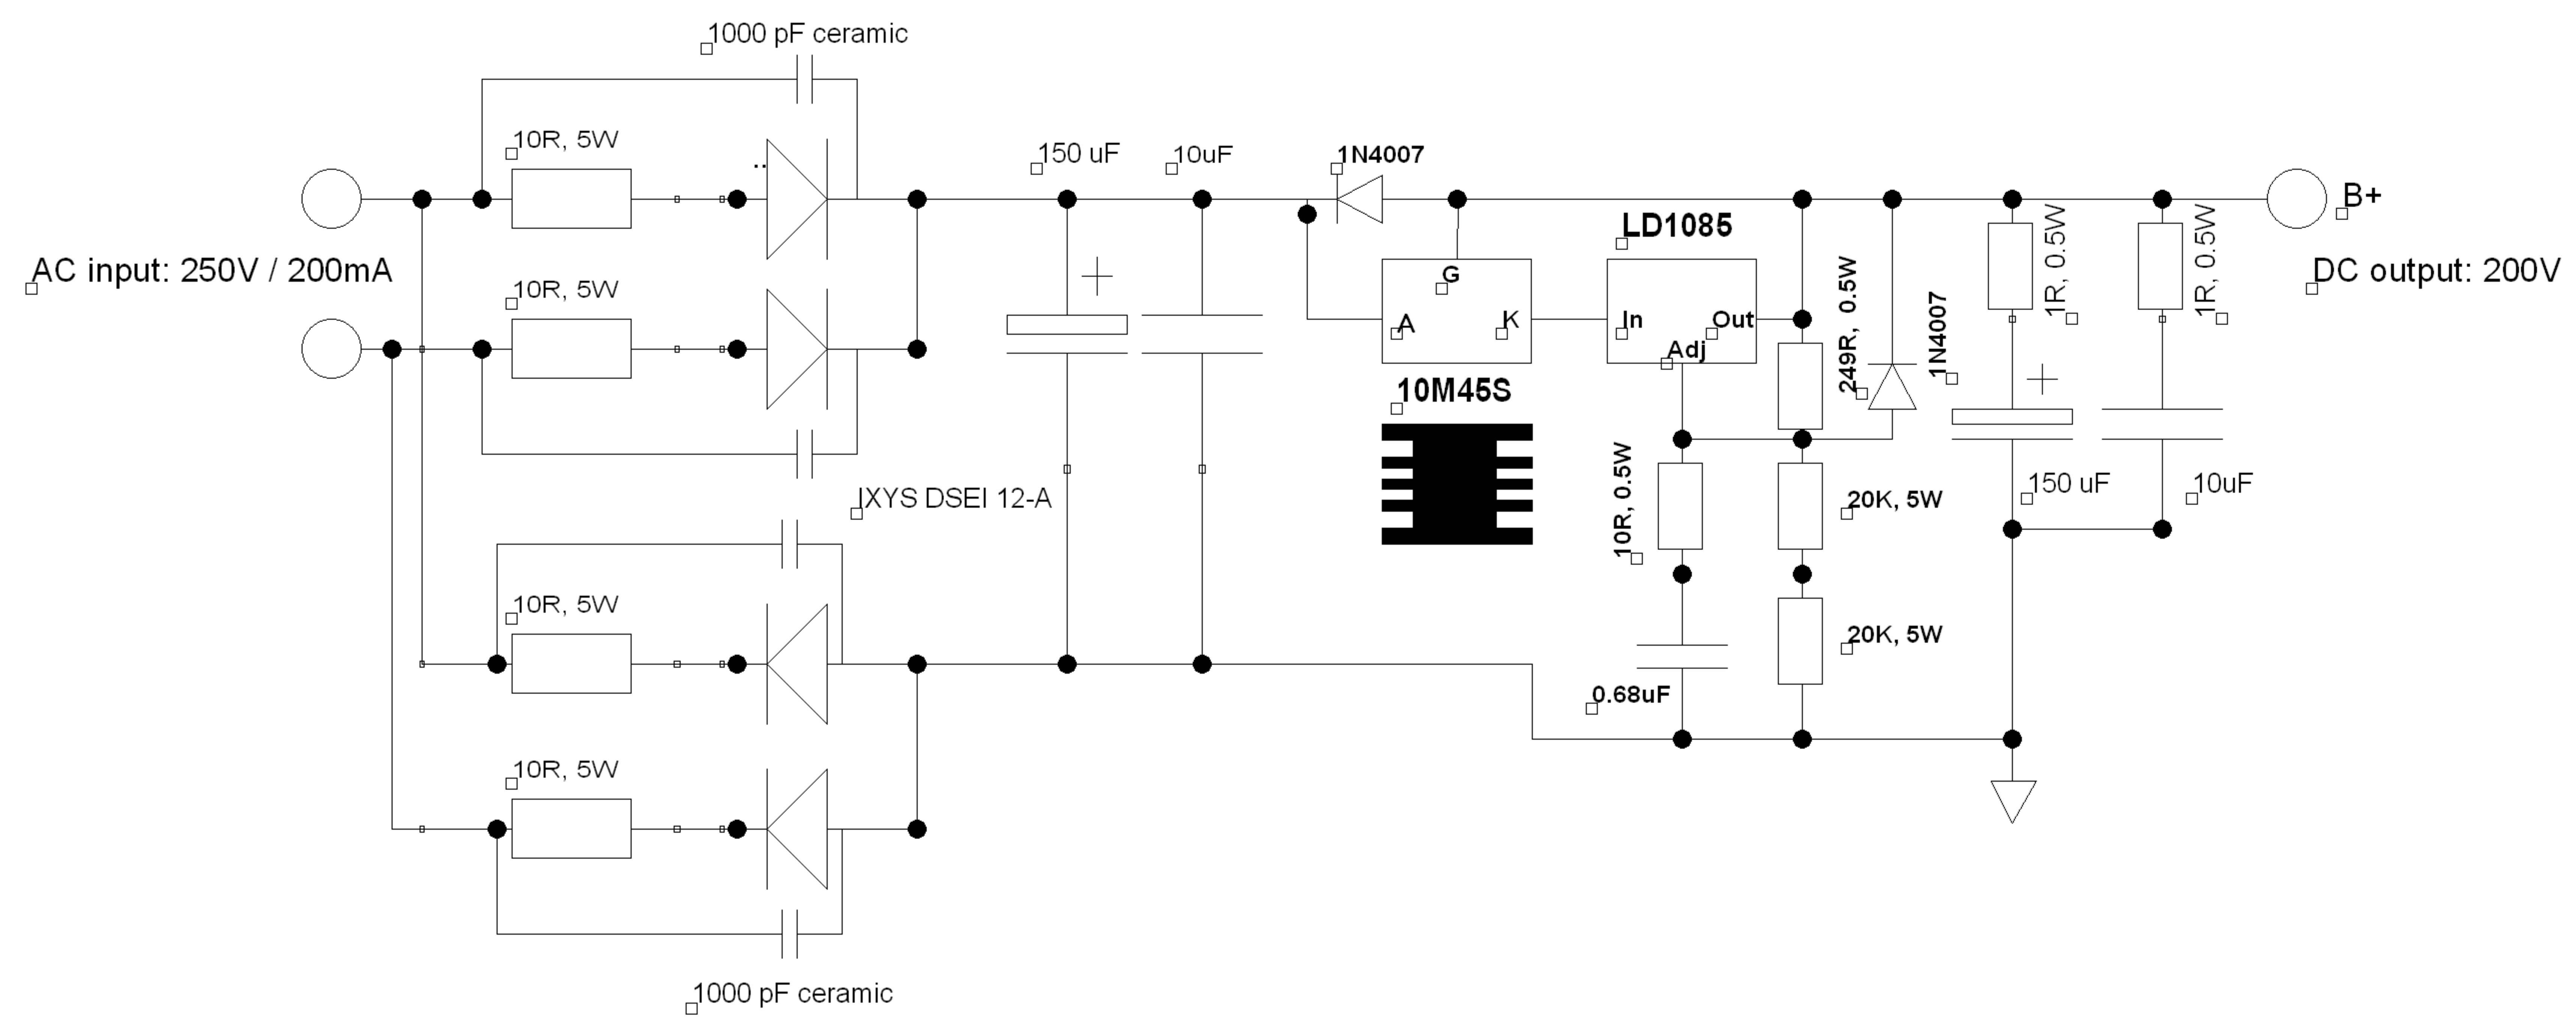 1000 pF ceramic
10R, 5W
..
150 uF
10uF
1N4007
B+
LD1085
1R, 0.5W
1R, 0.5W
AC input: 250V / 200mA
10R, 5W
G
DC output: 200V
A
K
In
Out
Adj
249R, 0.5W
1N4007
10M45S
IXYS DSEI 12-A
10R, 0.5W
20K, 5W
150 uF
10uF
10R, 5W
20K, 5W
0.68uF
10R, 5W
1000 pF ceramic